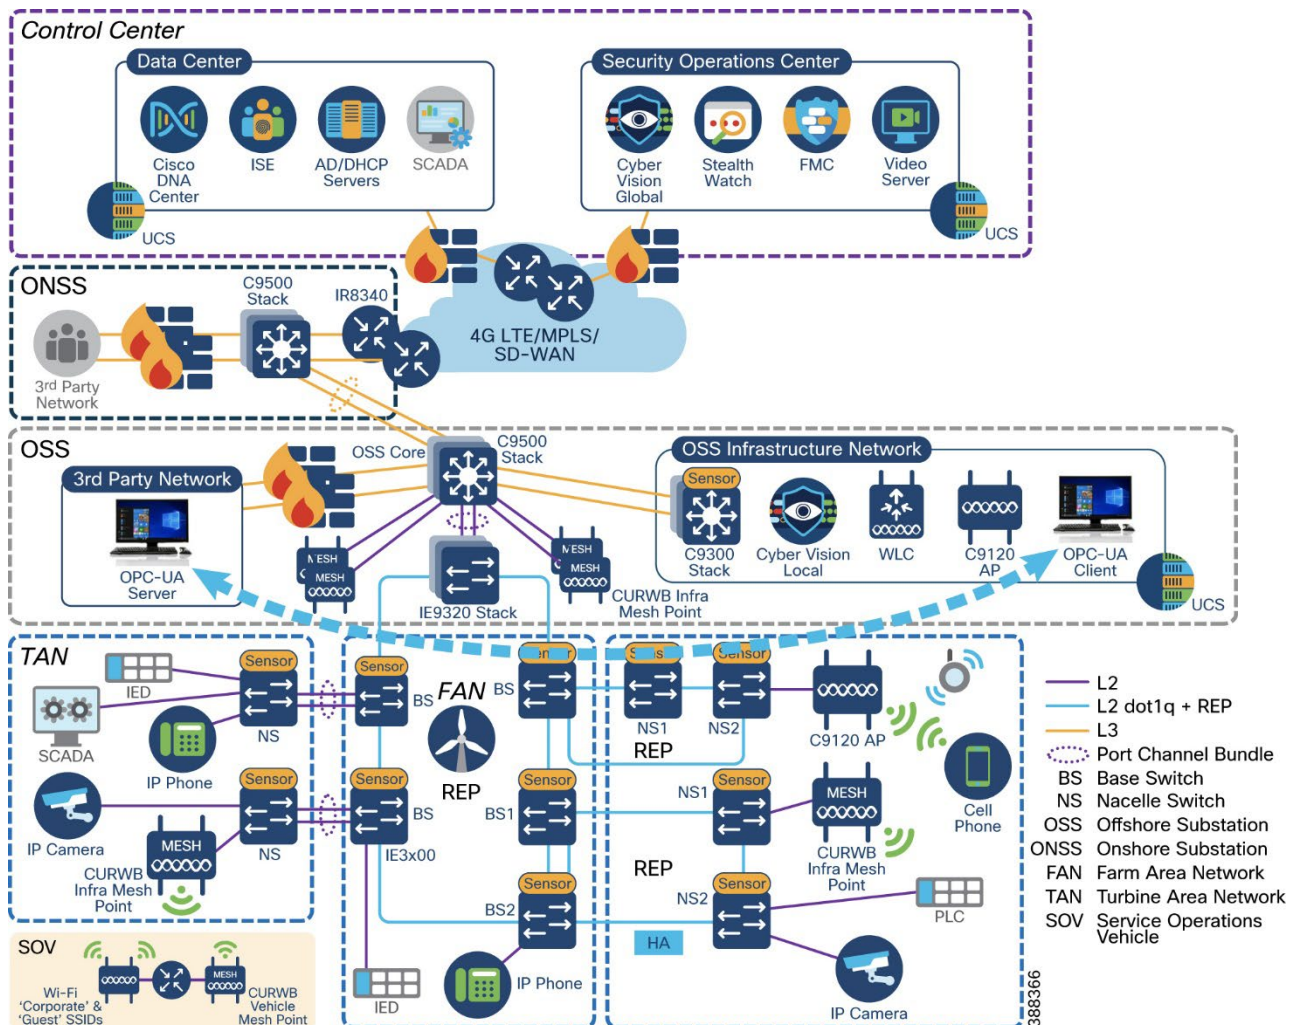 Control Center
Data Center
Security Operations Center
Cisco
DNA
Center
ISE
AD/DHCP
Servers
SCADA
Cyber
Vision
Global
Stealth
Watch
FMC
Video
Server
UCS
UCS
ONSS
C9500
Stack
IR8340
3rd Party
Network
4G LTE/MPLS/
SD-WAN
OSS
OSS Core
C9500
Stack
3rd Party Network
OPC-UA
Server
MESH
MESH
IE9320 Stack
MESH
MESH
CURWB Infra
Mesh Point
OSS Infrastructure Network
Sensor
C9300
Stack
Cyber Vision
Local
WLC
C9120
AP
OPC-UA
Client
UCS
TAN
IED
SCADA
IP Phone
Sensor
NS
IP Camera
MESH
CURWB
Infra Mesh
Point
Sensor
NS
Sensor
BS
FAN
REP
Sensor
BS
IE3x00
IED
Sensor
BS
Sensor
BS1
Sensor
BS2
IP Phone
Sensor
NS1
Sensor
NS2
REP
C9120 AP
Cell
Phone
Sensor
NS1
MESH
CURWB
Infra Mesh
Point
REP
Sensor
NS2
HA
PLC
IP Camera
SOV
Wi-Fi
'Corporate' &
'Guest' SSIDs
MESH
CURWB
Vehicle
Mesh Point
L2
L2 dot1q + REP
L3
Port Channel Bundle
BS Base Switch
NS Nacelle Switch
OSS Offshore Substation
ONSS Onshore Substation
FAN Farm Area Network
TAN Turbine Area Network
SOV Service Operations
Vehicle
388366